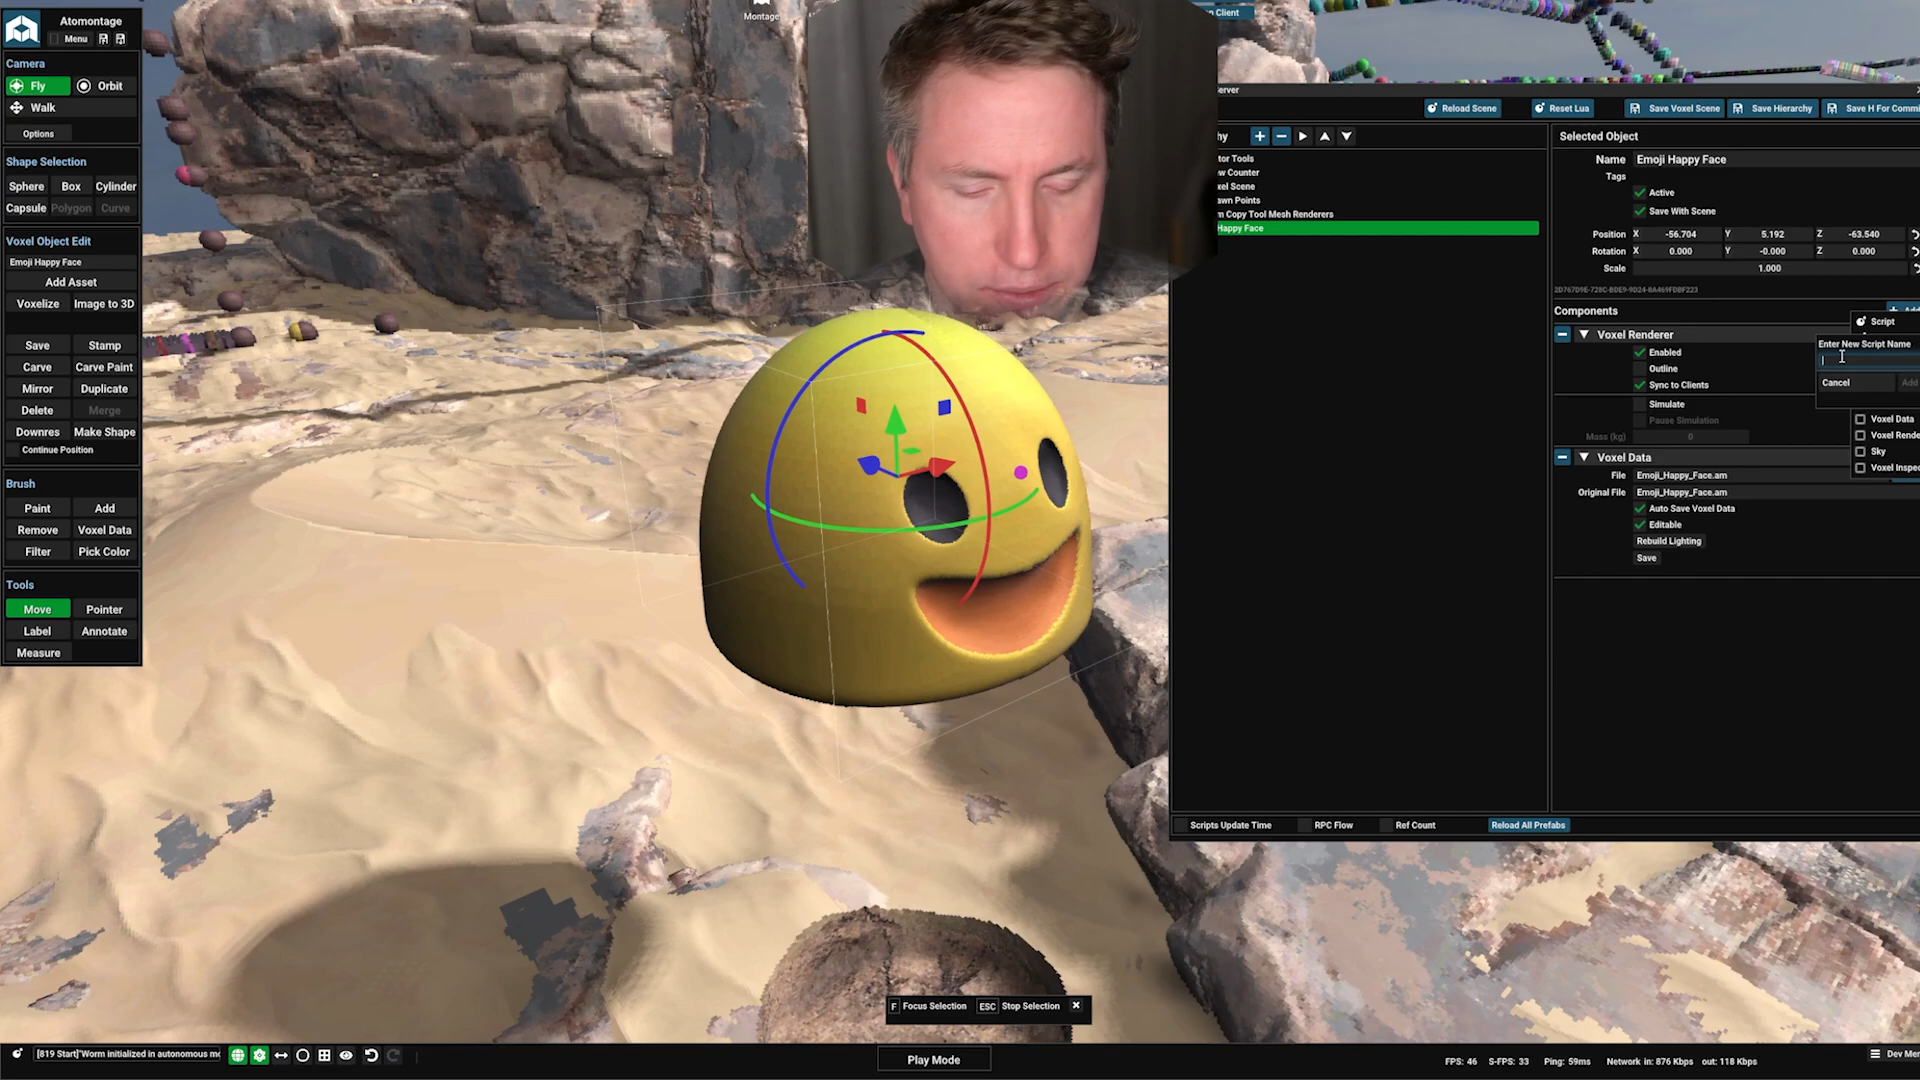 Atomontage
Menu
Camera
Fly
Orbit
Walk
Options
Shape Selection
Sphere Box Cylinder
Capsule Polygon Curve
Voxel Object Edit
Emoji Happy Face
Add Asset
Voxelize Image to 3D
Save Stamp
Carve Carve Paint
Mirror Duplicate
Delete Merge
Downres Make Shape
Continue Position
Brush
Paint Add
Remove Voxel Data
Filter Pick Color
Tools
Move Pointer
Label Annotate
Measure
Montage
Client
Reload Scene Reset Lua Save Voxel Scene Save Hierarchy Save H For Commi
Tools
Counter
Scene
Points
Copy Tool Mesh Renderers
Happy Face
Selected Object
Name Emoji Happy Face
Tags
Active
Save With Scene
Position X -56.704 Y 5.192 Z -63.540
Rotation X 0.000 Y -0.000 Z 0.000
Scale 1.000
2D767D9E-728C-BDE9-9D24-8A469FDBF223
Components
Add
Script
Voxel Renderer
Enter New Script Name
Enabled
Outline
Sync to Clients
Cancel Add
Simulate
Pause Simulation
Mass (kg) 0
Voxel Data
Voxel Rende
Sky
Voxel Inspec
Voxel Data
File Emoji_Happy_Face.am
Original File Emoji_Happy_Face.am
Auto Save Voxel Data
Editable
Rebuild Lighting
Save
Scripts Update Time RPC Flow Ref Count Reload All Prefabs
F Focus Selection ESC Stop Selection
[819 Start]"Worm initialized in autonomous mo
Play Mode
FPS: 46 S-FPS: 33 Ping: 59ms Network in: 876 Kbps out: 118 Kbps
Dev Men